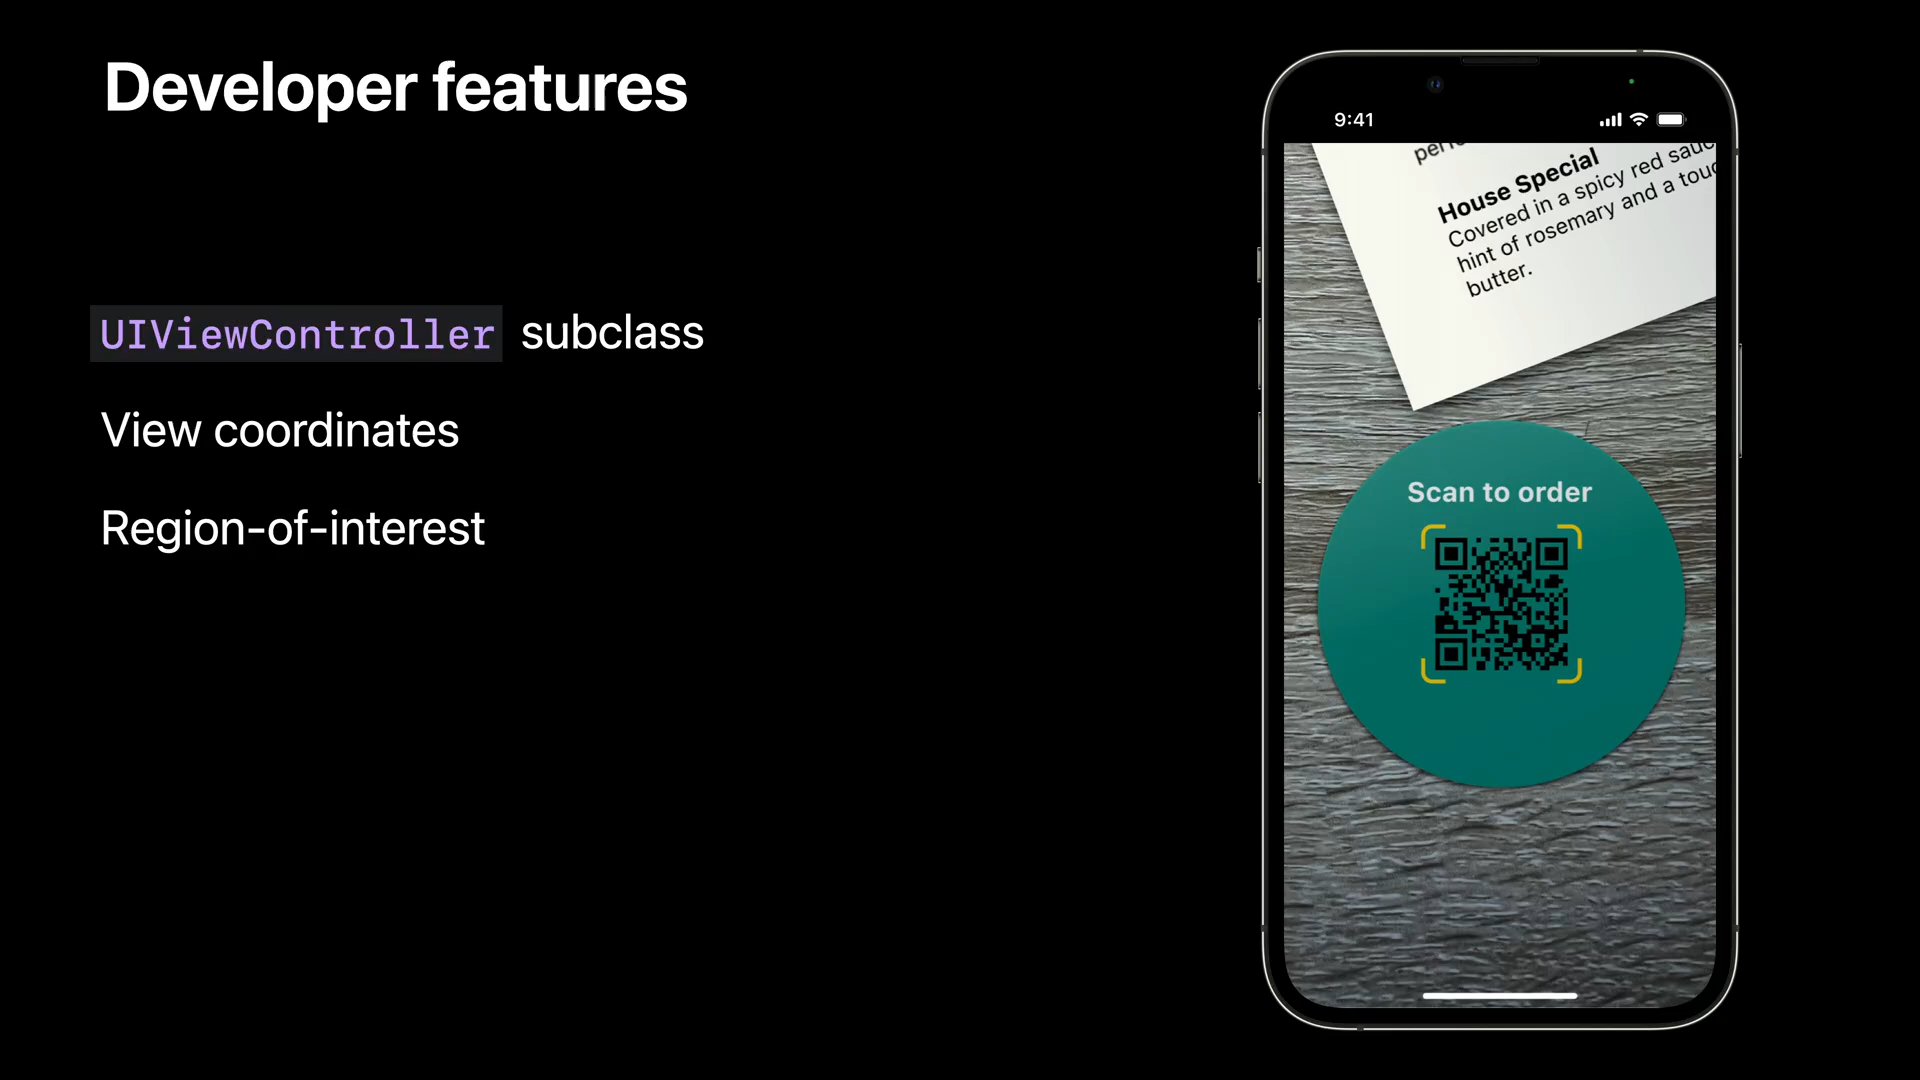 Developer features
UIViewController subclass
View coordinates
Region-of-interest
9:41
House Special
Covered in a spicy red
hint of rosemary and a
butter.
Scan to order